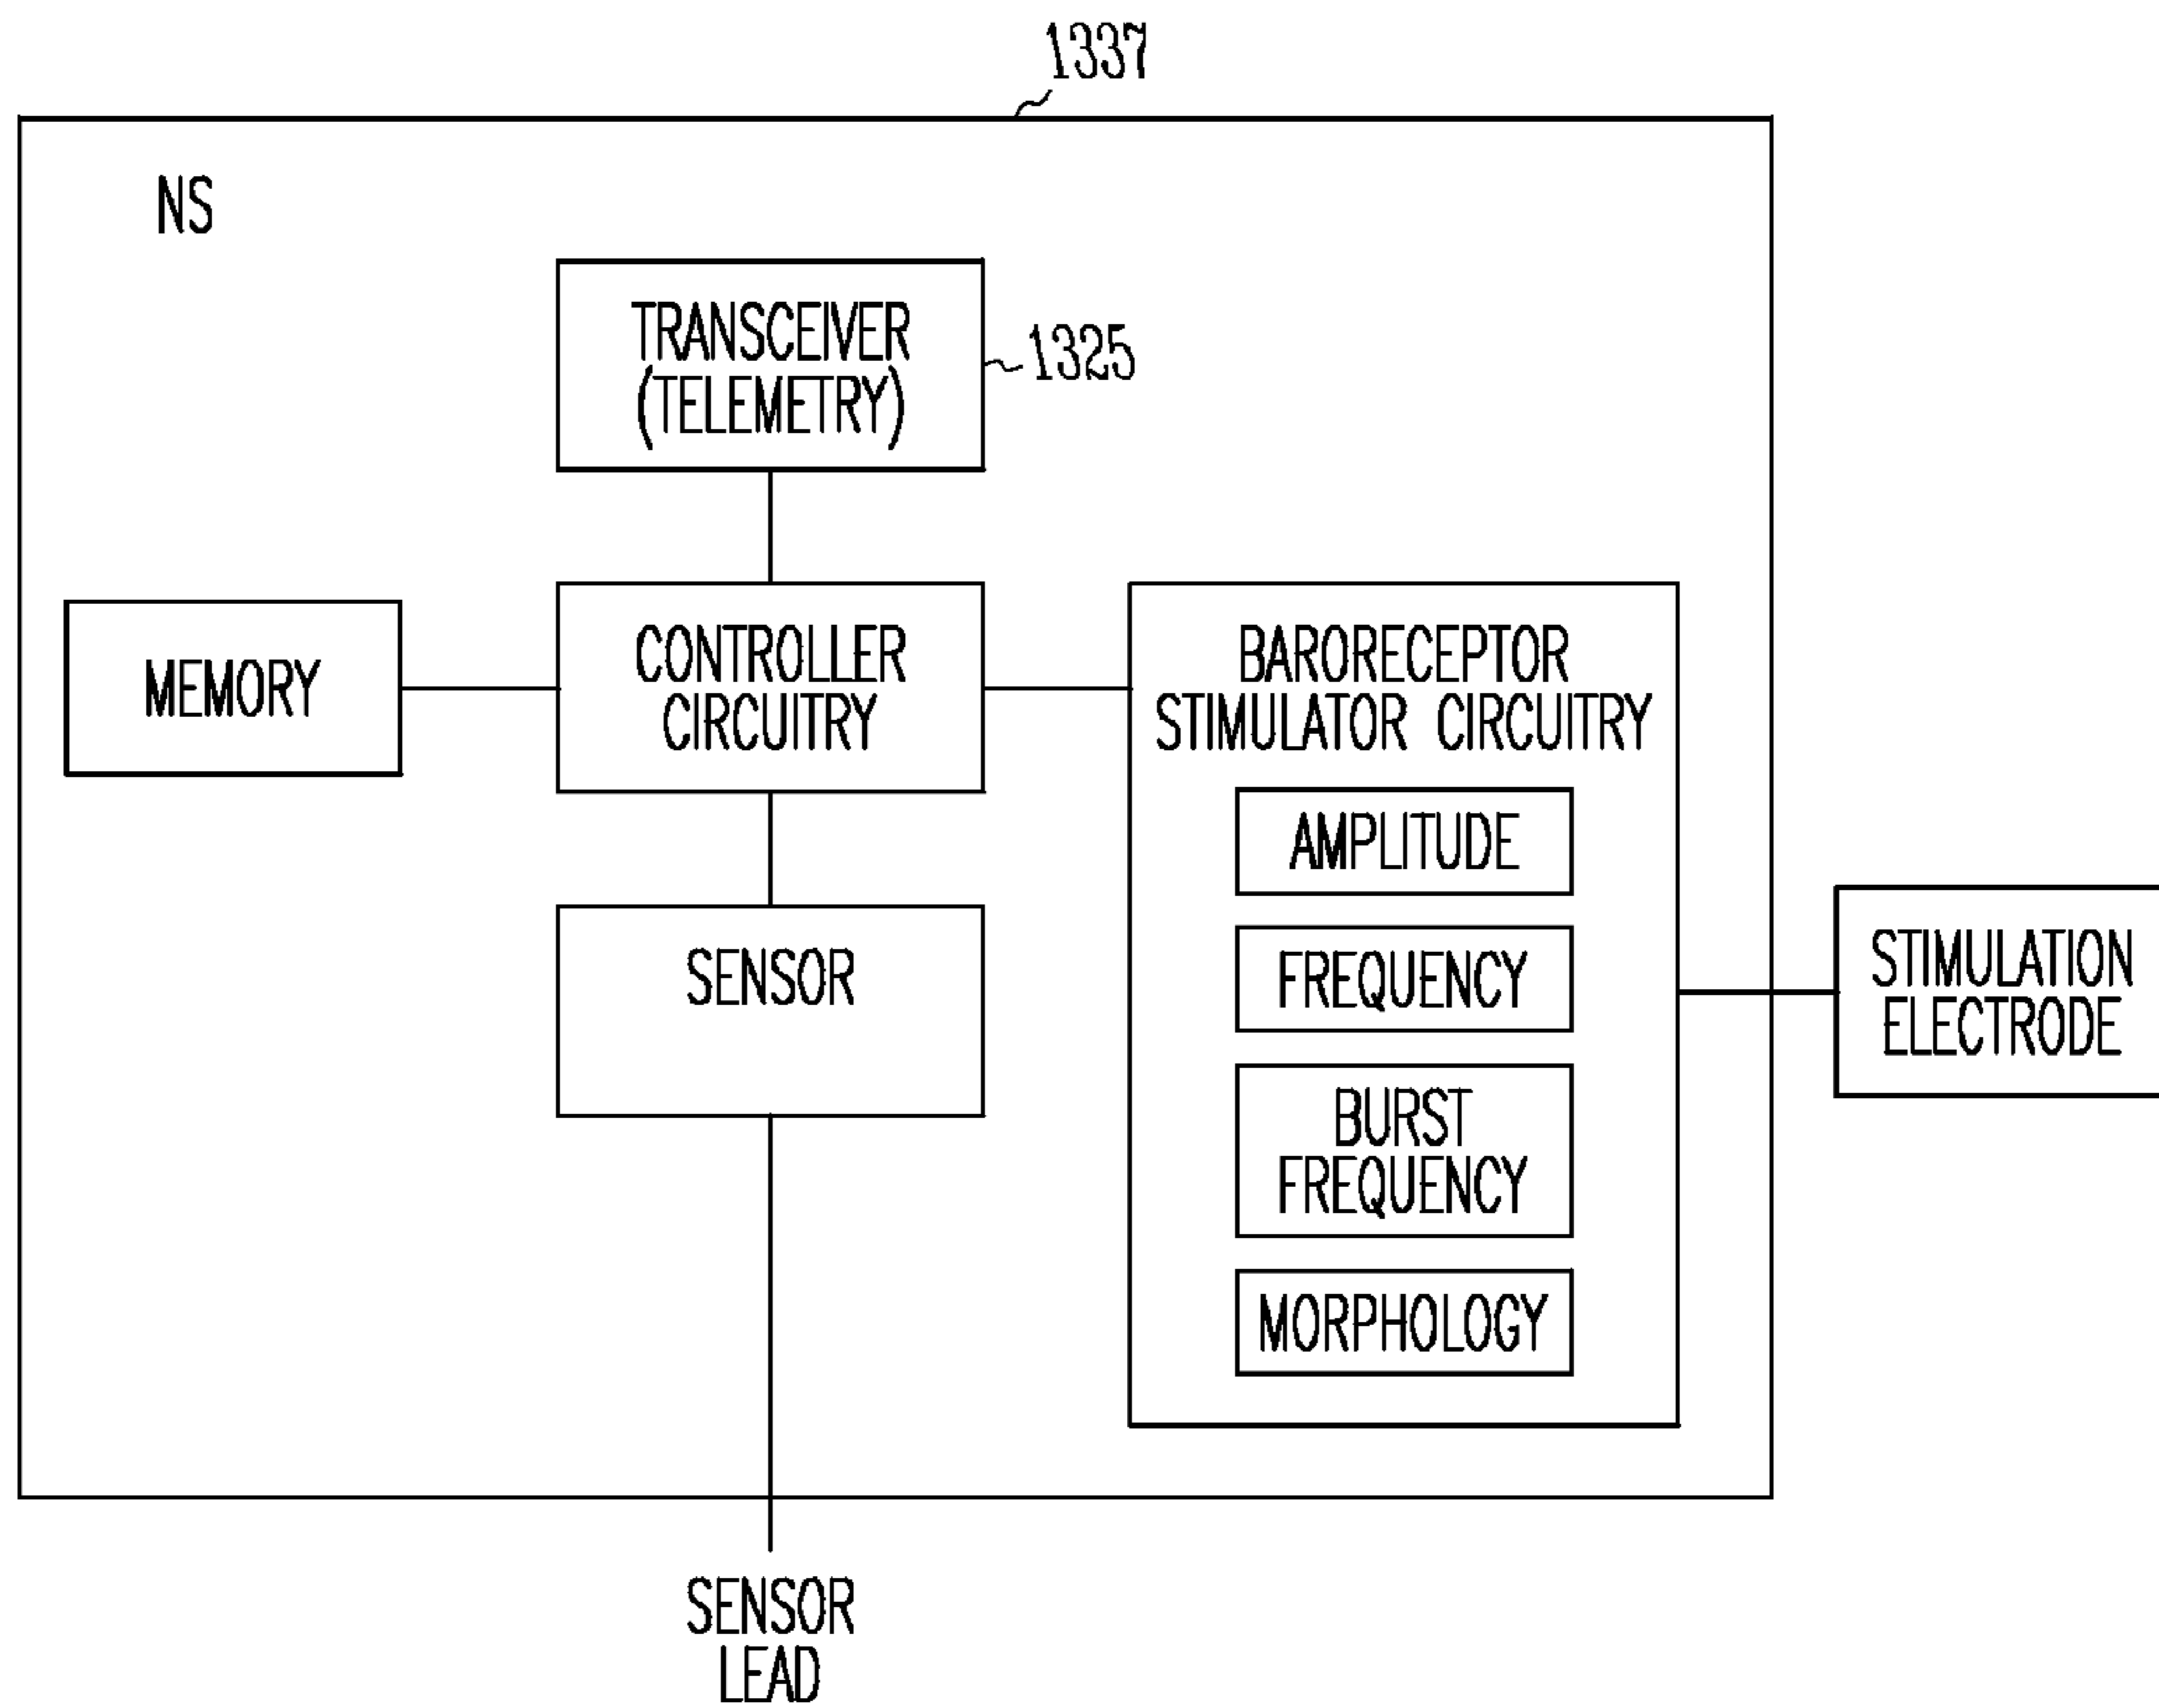 1337
NS
TRANSCEIVER
(TELEMETRY)
1325
MEMORY
CONTROLLER
CIRCUITRY
BARORECEPTOR
STIMULATOR CIRCUITRY
AMPLITUDE
FREQUENCY
BURST
FREQUENCY
MORPHOLOGY
SENSOR
STIMULATION
ELECTRODE
SENSOR
LEAD